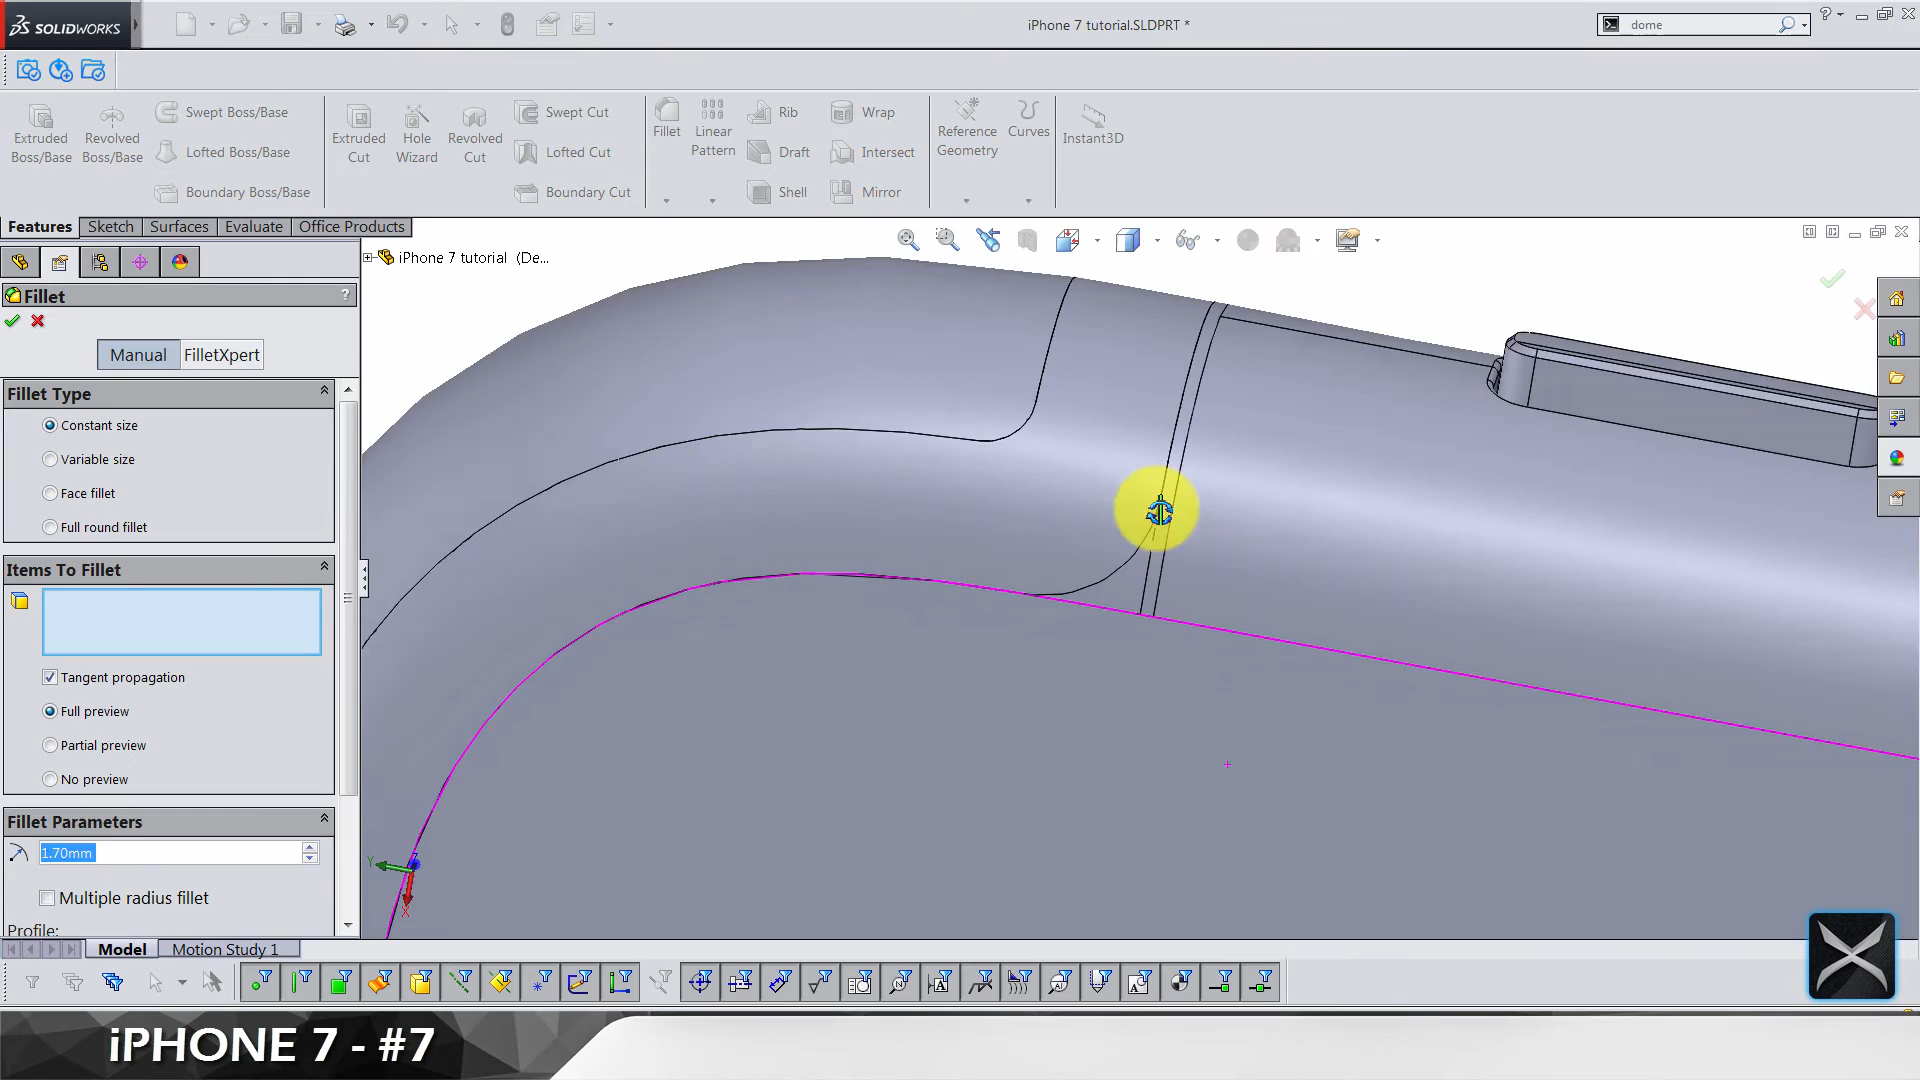 SOLIDWORKS
iPhone 7 tutorial.SLDPRT *
dome
?
Extruded Boss/Base
Revolved Boss/Base
Swept Boss/Base
Lofted Boss/Base
Boundary Boss/Base
Extruded Cut
Hole Wizard
Revolved Cut
Swept Cut
Lofted Cut
Boundary Cut
Fillet
Linear Pattern
Rib
Draft
Shell
Wrap
Intersect
Mirror
Reference Geometry
Curves
Instant3D
Features
Sketch
Surfaces
Evaluate
Office Products
iPhone 7 tutorial (De...
Fillet
?
Manual
FilletXpert
Fillet Type
Constant size
Variable size
Face fillet
Full round fillet
Items To Fillet
Tangent propagation
Full preview
Partial preview
No preview
Fillet Parameters
1.70mm
Multiple radius fillet
Profile:
Y
Z
X
Model
Motion Study 1
iPHONE 7 - #7